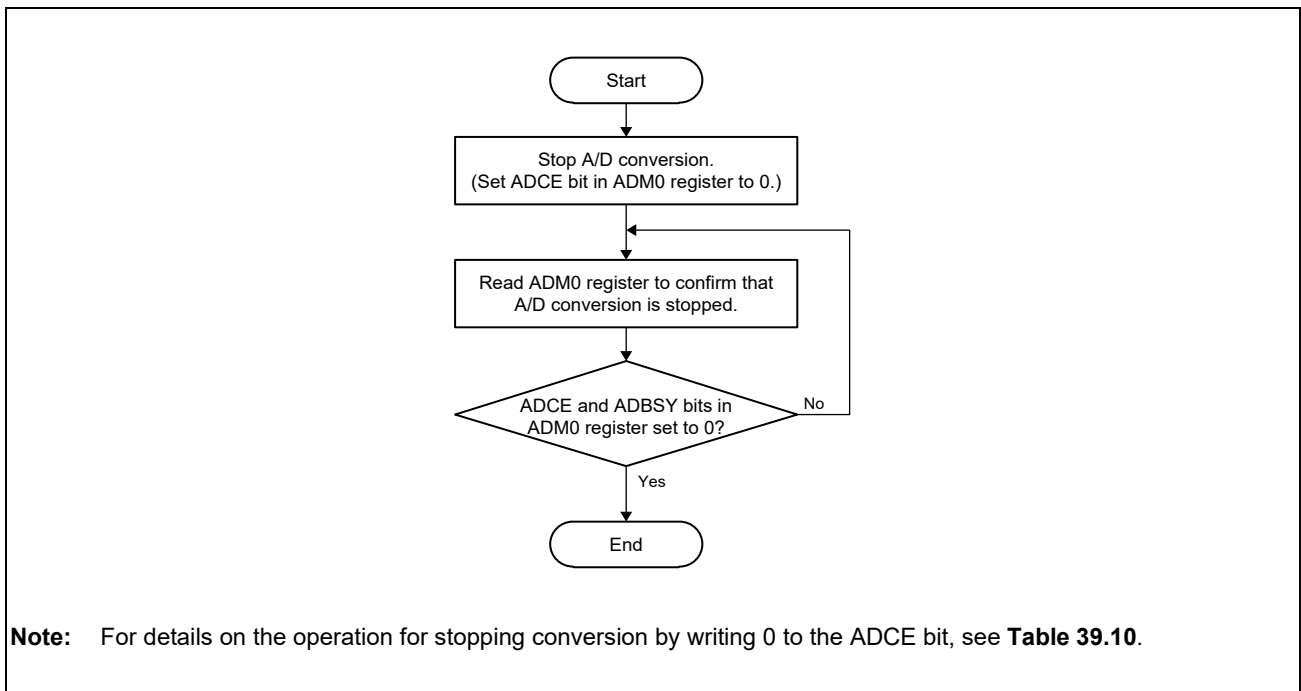 Start
Stop A/D conversion.
(Set ADCE bit in ADM0 register to 0.)
Read ADM0 register to confirm that
A/D conversion is stopped.
ADCE and ADBSY bits in
ADM0 register set to 0?
No
Yes
End
Note: For details on the operation for stopping conversion by writing 0 to the ADCE bit, see Table 39.10.